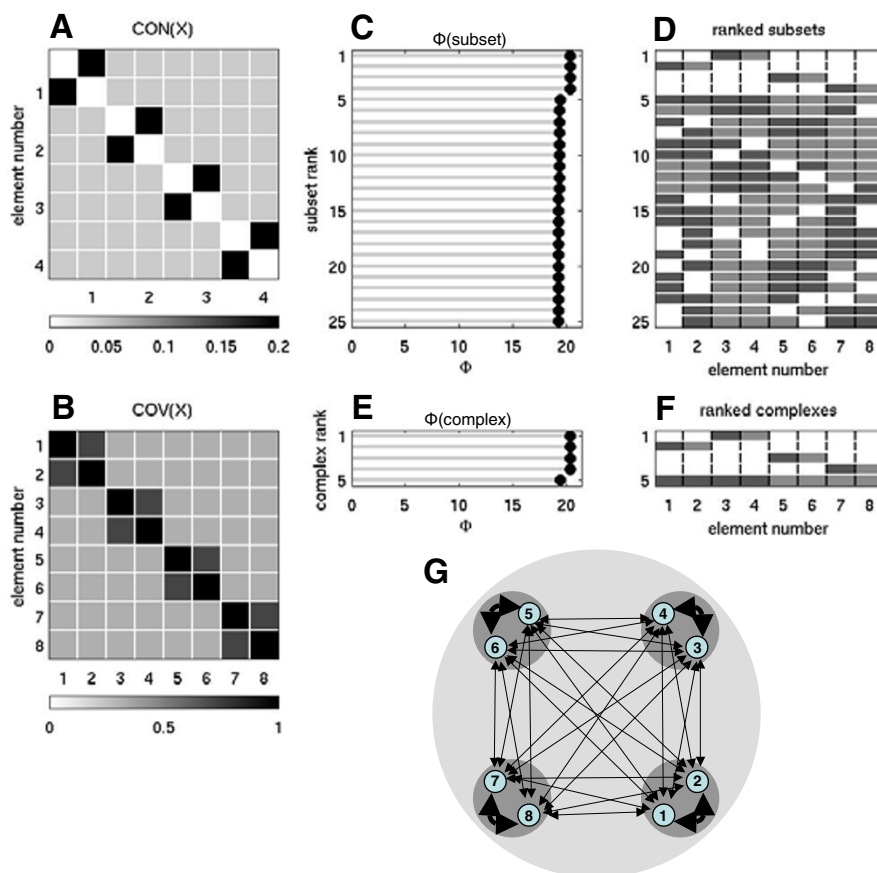 A
CON(X)
element number
1
2
3
4
1 2 3 4
0 0.05 0.1 0.15 0.2
B
COV(X)
element number
1
2
3
4
5
6
7
8
1 2 3 4 5 6 7 8
0 0.5 1
C
Φ(subset)
subset rank
1
5
10
15
20
25
0 5 10 15 20
Φ
D
ranked subsets
1
5
10
15
20
25
1 2 3 4 5 6 7 8
element number
E
Φ(complex)
complex rank
1
5
0 5 10 15 20
Φ
F
ranked complexes
1
5
1 2 3 4 5 6 7 8
element number
G
5 4
6 3
7 2
8 1